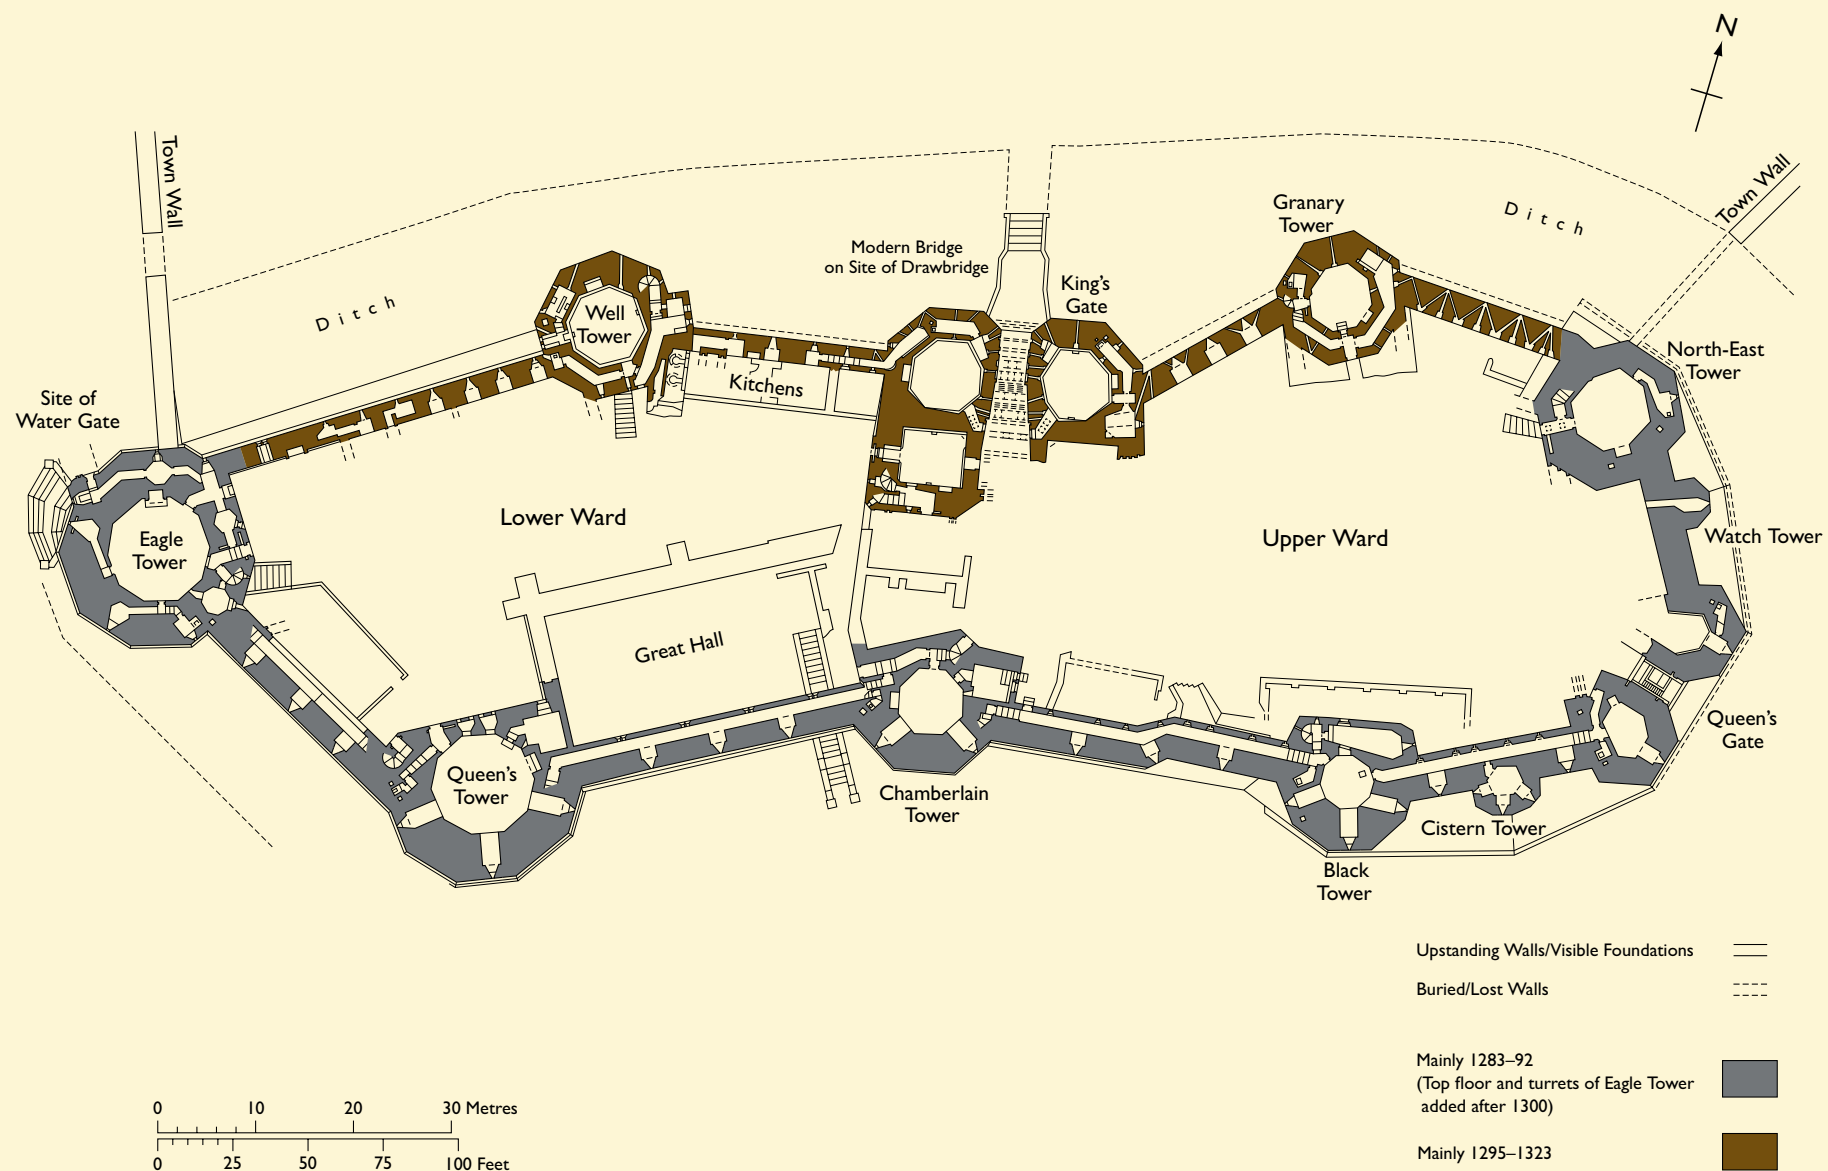 N
Town Wall
Town Wall
Granary
Tower
Ditch
Modern Bridge
on Site of Drawbridge
King's
Gate
Ditch
Well
Tower
North-East
Tower
Kitchens
Site of
Water Gate
Lower Ward
Upper Ward
Watch Tower
Eagle
Tower
Great Hall
Queen's
Gate
Queen's
Tower
Chamberlain
Tower
Cistern Tower
Black
Tower
Upstanding Walls/Visible Foundations
Buried/Lost Walls
Mainly 1283–92
(Top floor and turrets of Eagle Tower
added after 1300)
Mainly 1295–1323
0 10 20 30 Metres
0 25 50 75 100 Feet